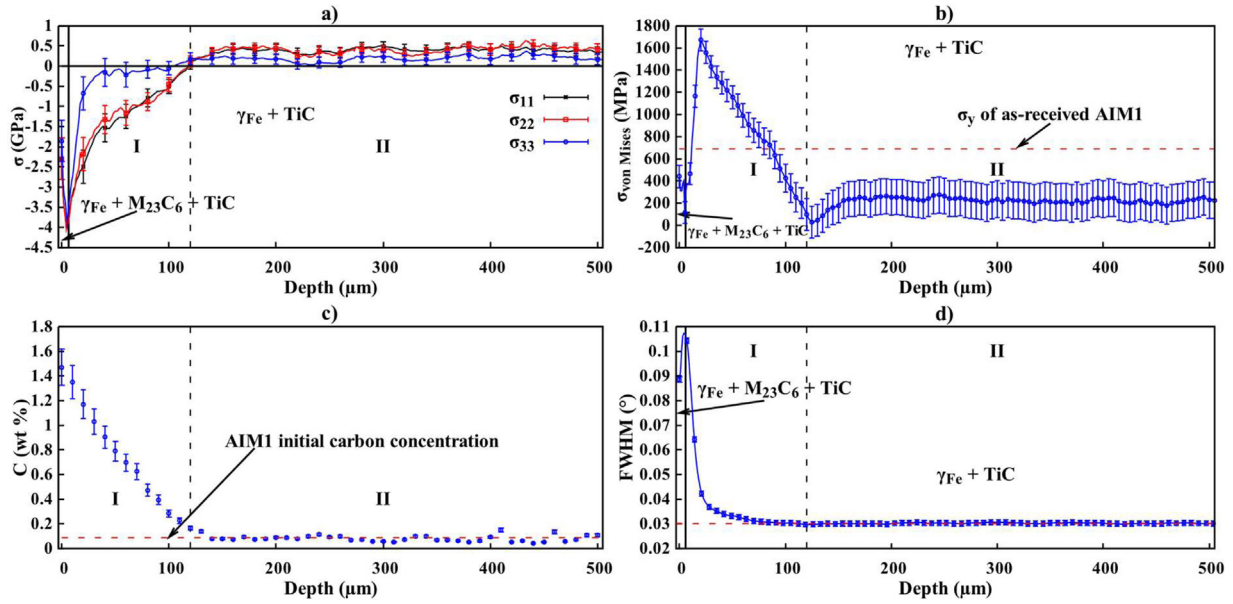 a)
1
0.5
0
-0.5
-1
-1.5
-2
-2.5
-3
-3.5
-4
-4.5
σ (GPa)
γFe + TiC
σ11
σ22
σ33
I
II
γFe + M23C6 + TiC
0
100
200
300
400
500
Depth (µm)
b)
1800
1600
1400
1200
1000
800
600
400
200
0
-200
σvon Mises (MPa)
γFe + TiC
σy of as-received AIM1
I
II
γFe + M23C6 + TiC
0
100
200
300
400
500
Depth (µm)
c)
1.8
1.6
1.4
1.2
1
0.8
0.6
0.4
0.2
0
C (wt %)
AIM1 initial carbon concentration
I
II
0
100
200
300
400
500
Depth (µm)
d)
0.11
0.1
0.09
0.08
0.07
0.06
0.05
0.04
0.03
0.02
FWHM (°)
I
II
γFe + M23C6 + TiC
γFe + TiC
0
100
200
300
400
500
Depth (µm)